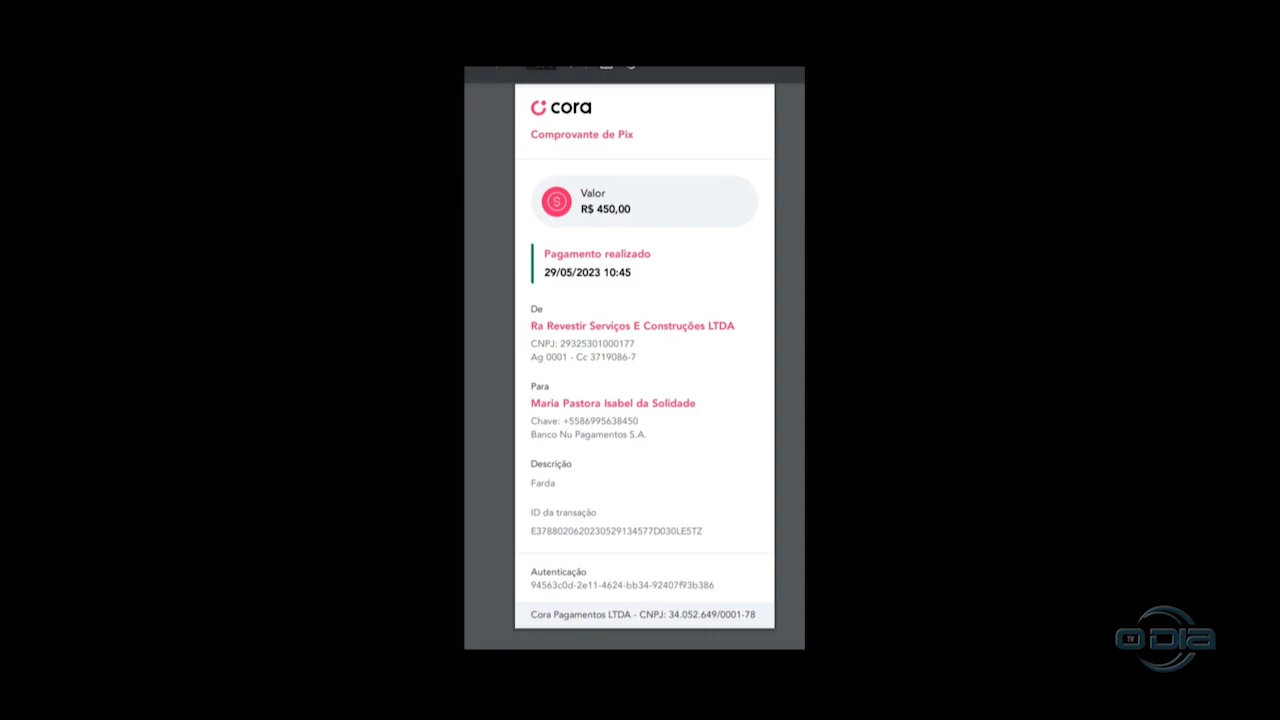 cora
Comprovante de Pix
Valor
R$ 450,00
Pagamento realizado
29/05/2023 10:45
De
Ra Revestir Serviços E Construções LTDA
CNPJ: 29325301000177
Ag 0001 - Cc 3719086-7
Para
Maria Pastora Isabel da Solidade
Chave: +5586995638450
Banco Nu Pagamentos S.A.
Descrição
Farda
ID da transação
E3788020620230529134577D030LE5TZ
Autenticação
94563c0d-2e11-4624-bb34-92407f93b386
Cora Pagamentos LTDA - CNPJ: 34.052.649/0001-78
O DIA
TV